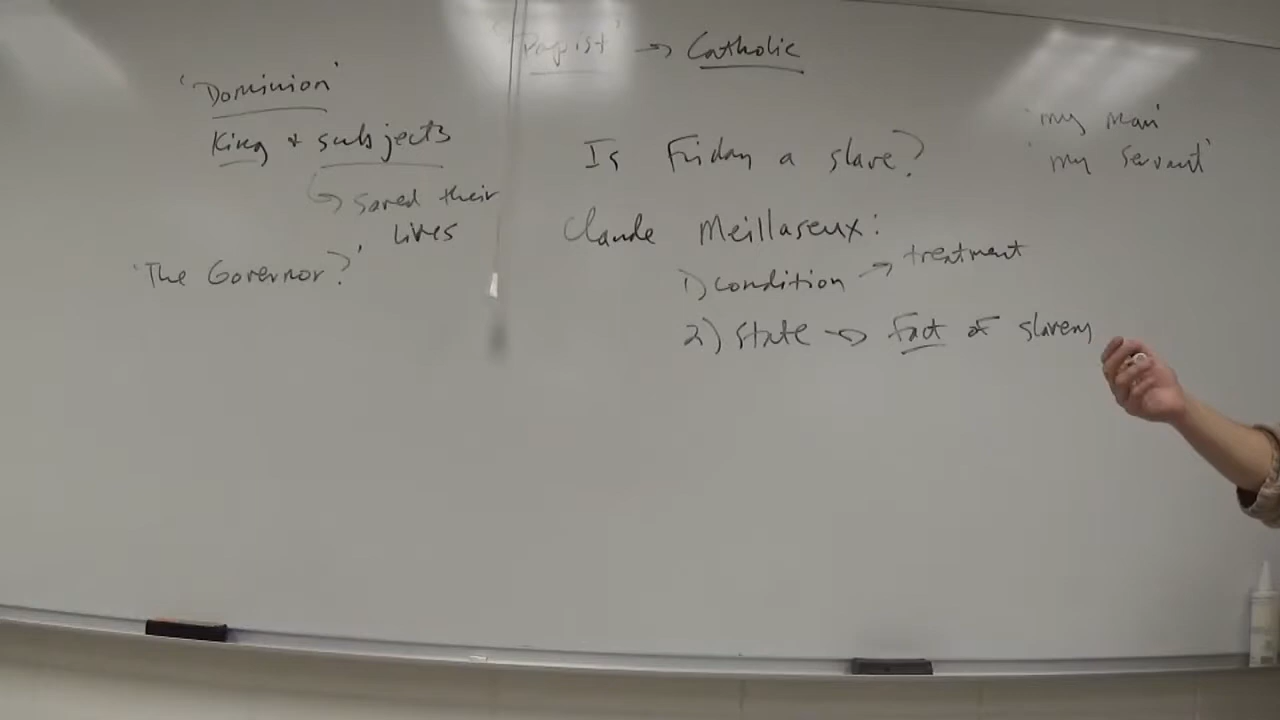 'Papist' → Catholic
'Dominion'
King + subjects
↳ saved their
lives
'The Governor?'
Is Friday a slave?
Claude Meillaseux:
1) condition → treatment
2) state → Fact of slavery
'my man'
'my servant'